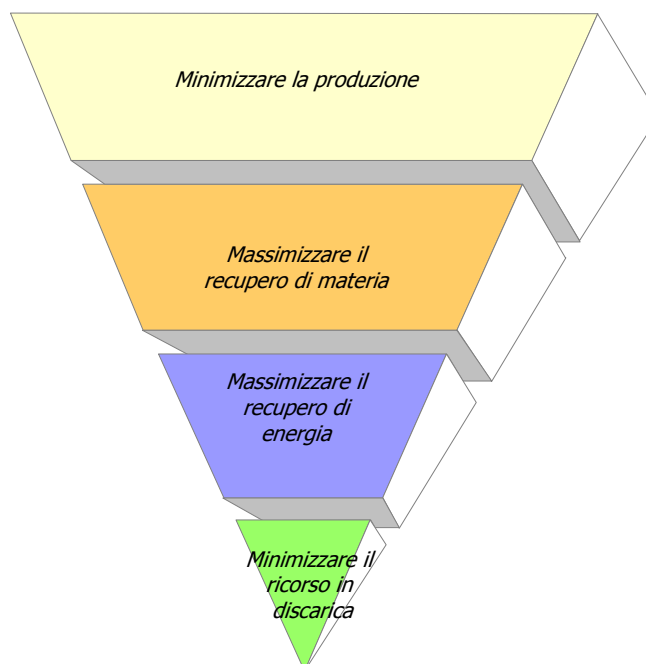 Minimizzare la produzione
Massimizzare il
recupero di materia
Massimizzare il
recupero di
energia
Minimizzare il
ricorso in
discarica